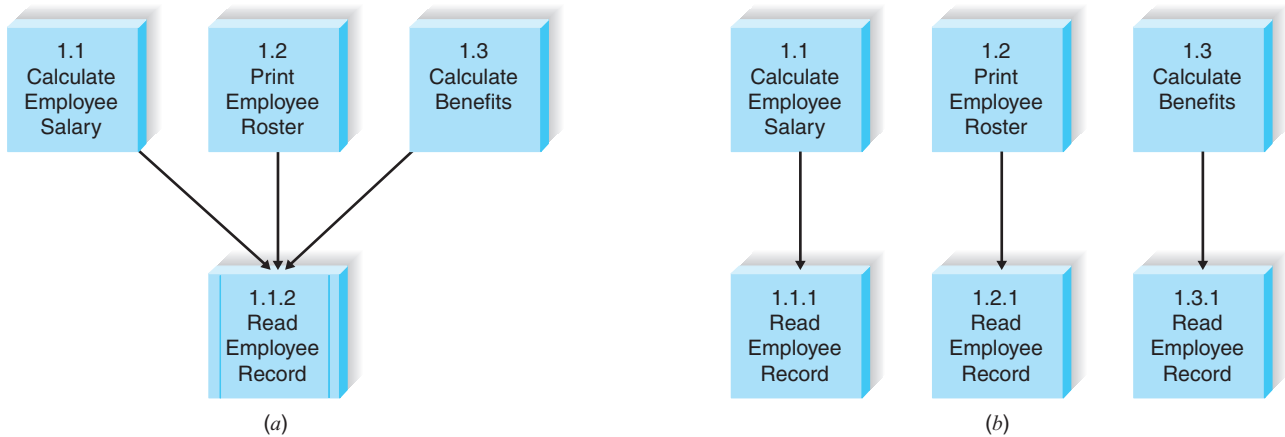 1.1
Calculate
Employee
Salary
1.2
Print
Employee
Roster
1.3
Calculate
Benefits
1.1.2
Read
Employee
Record
(a)
1.1
Calculate
Employee
Salary
1.2
Print
Employee
Roster
1.3
Calculate
Benefits
1.1.1
Read
Employee
Record
1.2.1
Read
Employee
Record
1.3.1
Read
Employee
Record
(b)